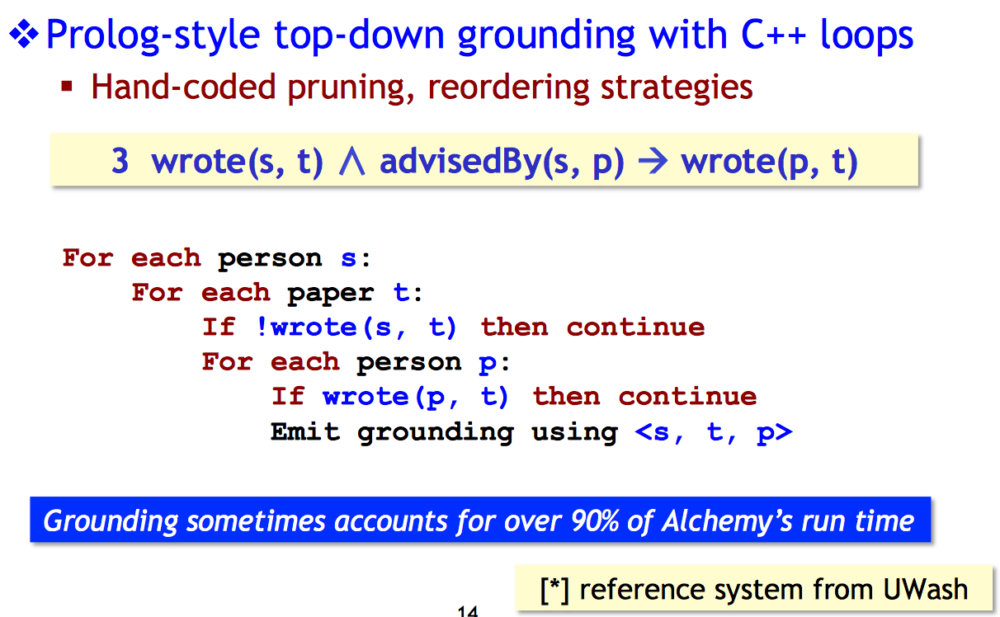 ❖Prolog-style top-down grounding with C++ loops
▪ Hand-coded pruning, reordering strategies
3 wrote(s, t) ⋀ advisedBy(s, p) → wrote(p, t)
For each person s:
For each paper t:
If !wrote(s, t) then continue
For each person p:
If wrote(p, t) then continue
Emit grounding using <s, t, p>
Grounding sometimes accounts for over 90% of Alchemy’s run time
[*] reference system from UWash
14